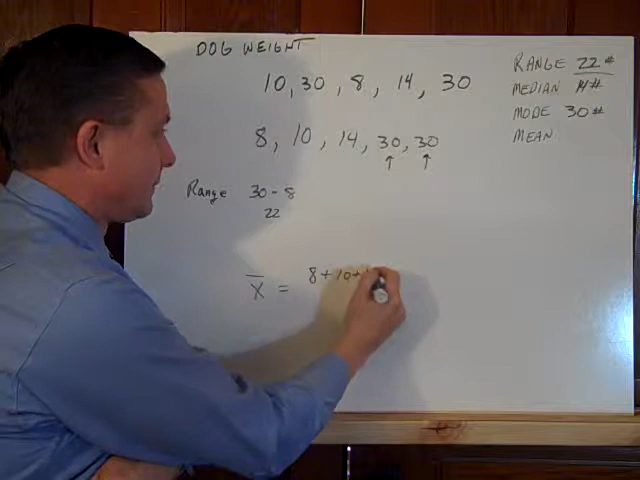 DOG WEIGHT
10, 30, 8, 14, 30
8, 10, 14, 30, 30
↑ ↑
Range 30 - 8
22
X̄ = 8 + 10 +
RANGE 22#
MEDIAN 14#
MODE 30#
MEAN